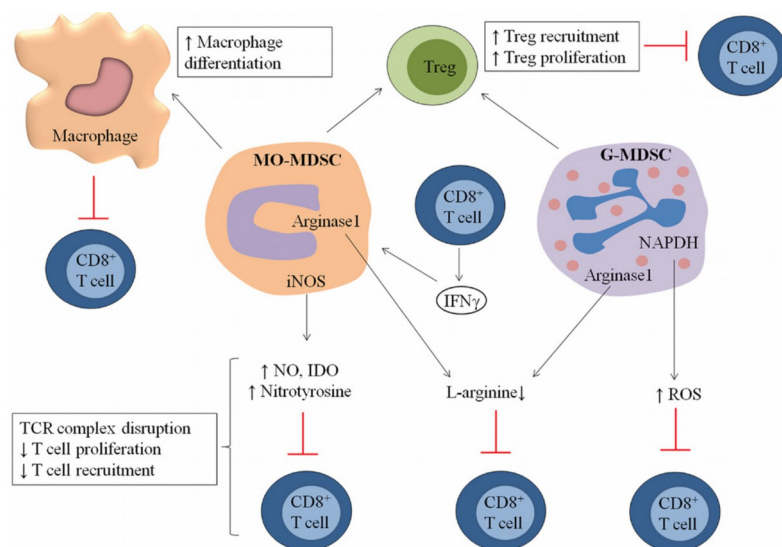 ↑ Macrophage
differentiation
Macrophage
CD8⁺
T cell
Treg
↑ Treg recruitment
↑ Treg proliferation
CD8⁺
T cell
MO-MDSC
Arginase1
iNOS
CD8⁺
T cell
IFNγ
G-MDSC
NAPDH
Arginase1
↑ NO, IDO
↑ Nitrotyrosine
L-arginine↓
↑ ROS
TCR complex disruption
↓ T cell proliferation
↓ T cell recruitment
CD8⁺
T cell
CD8⁺
T cell
CD8⁺
T cell